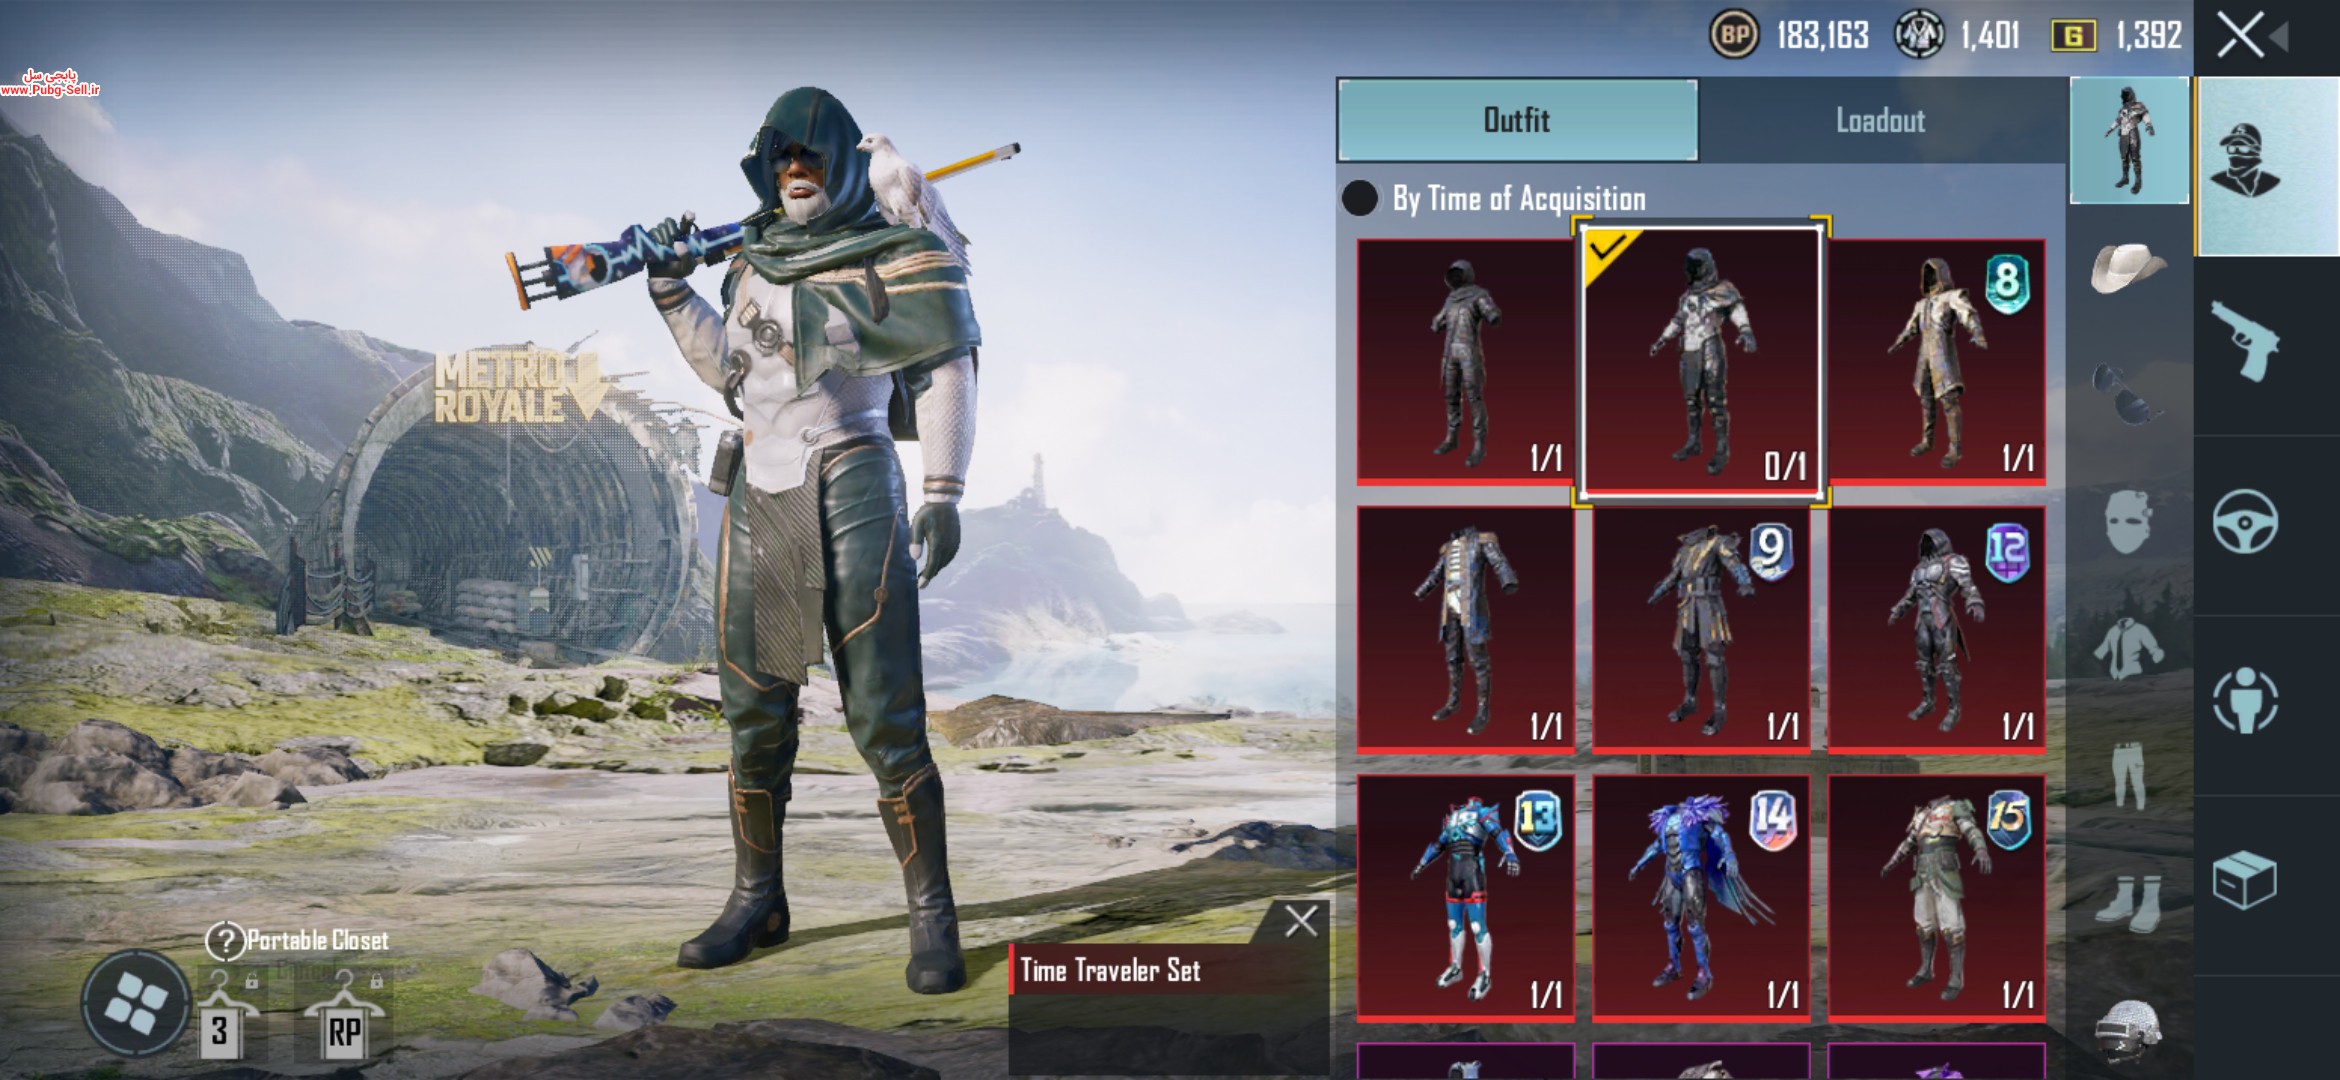 پابجی سل
www.Pubg-Sell.ir
BP 183,163 1,401 G 1,392
Outfit Loadout
By Time of Acquisition
METRO
ROYALE
8
1/1 0/1 1/1
9 12
1/1 1/1 1/1
13 14 15
1/1 1/1 1/1
? Portable Closet
3 RP
Time Traveler Set